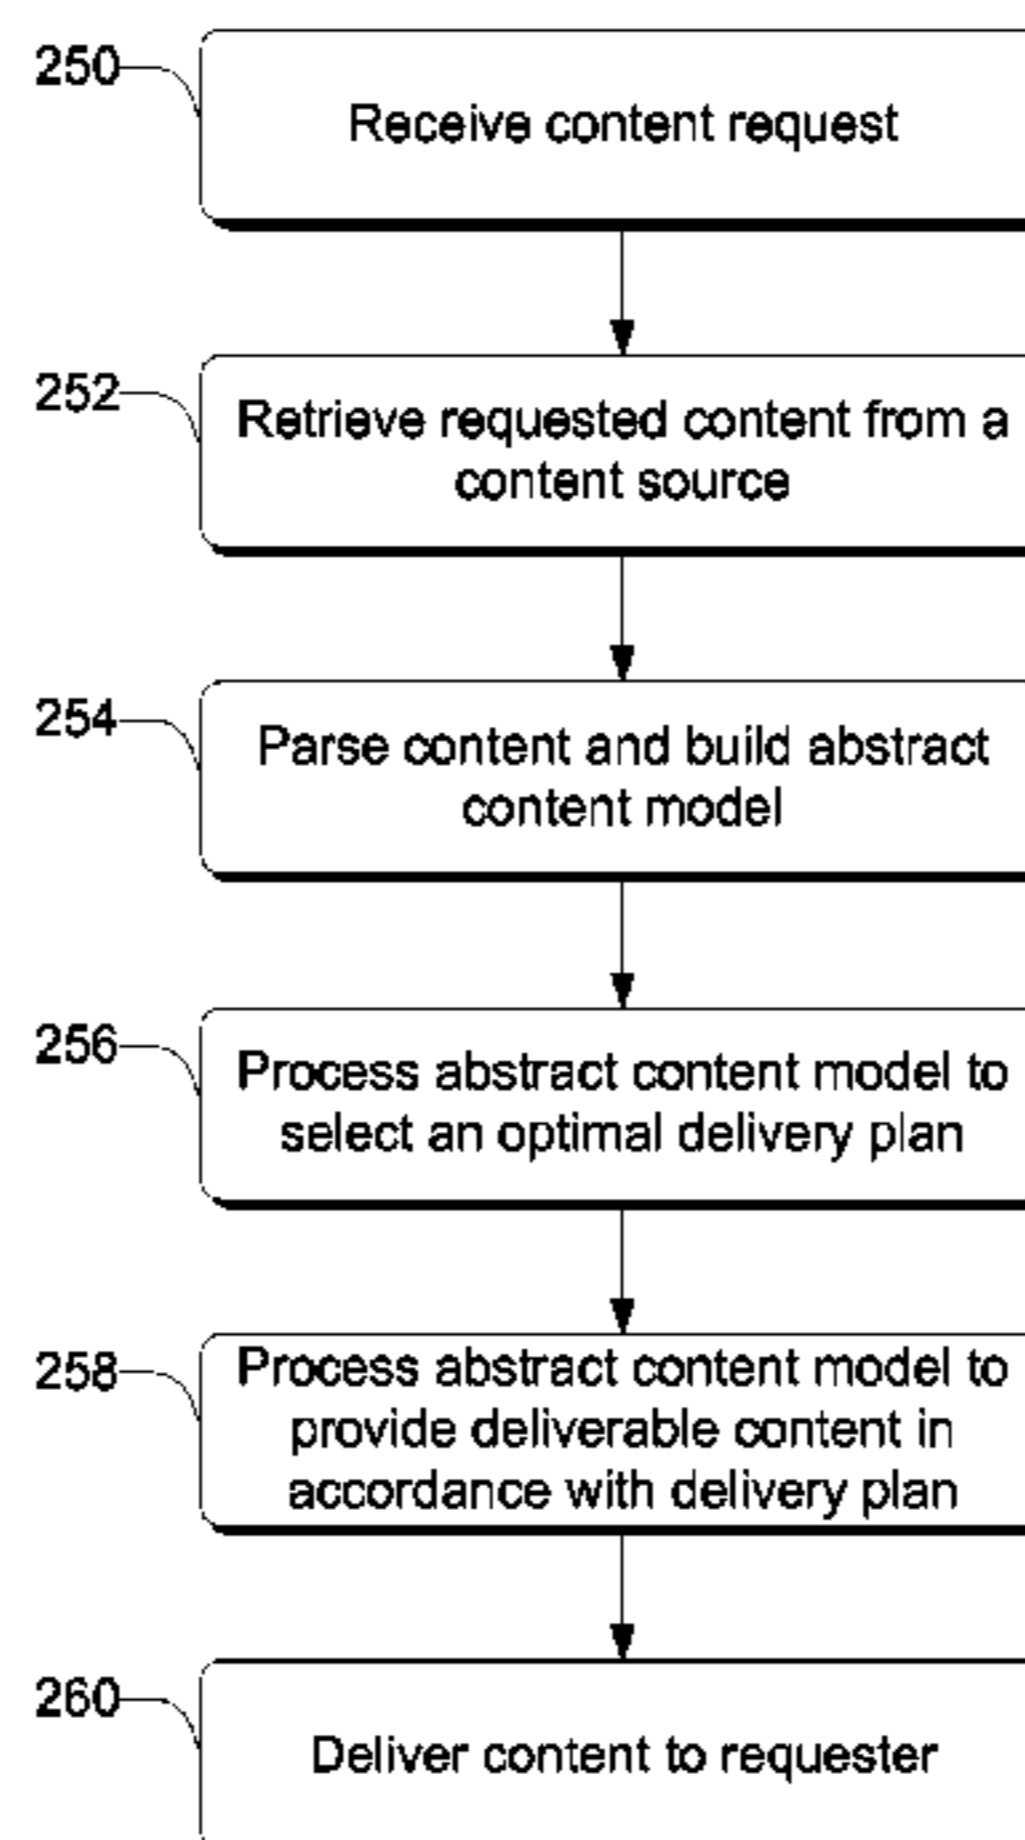 250
Receive content request
252
Retrieve requested content from a
content source
254
Parse content and build abstract
content model
256
Process abstract content model to
select an optimal delivery plan
258
Process abstract content model to
provide deliverable content in
accordance with delivery plan
260
Deliver content to requester